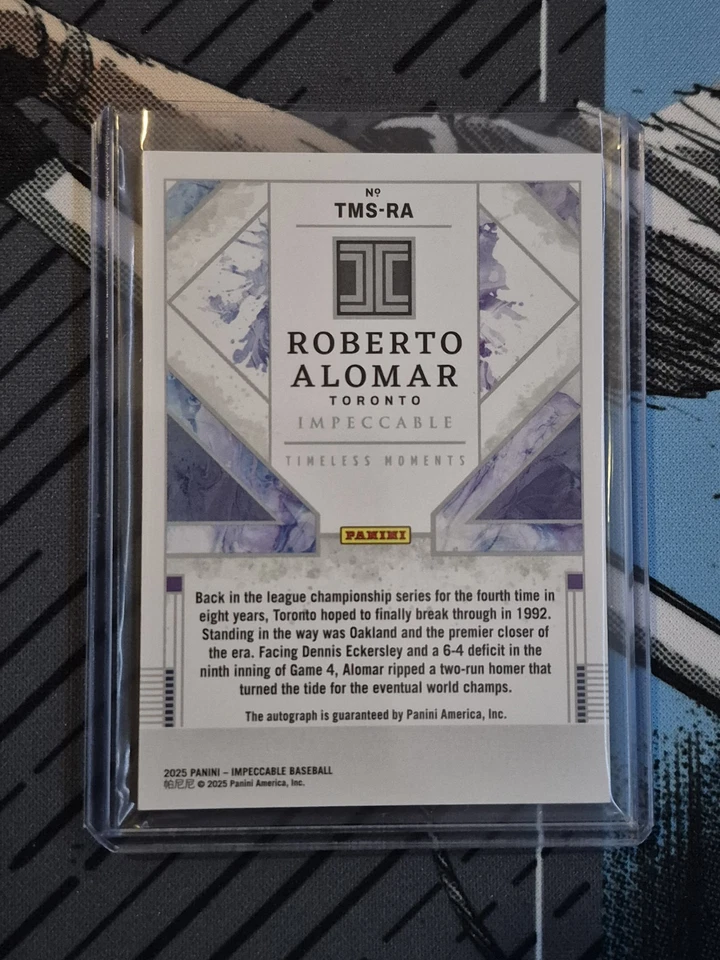 Nº
TMS-RA
ROBERTO
ALOMAR
TORONTO
IMPECCABLE
TIMELESS MOMENTS
PANINI
Back in the league championship series for the fourth time in
eight years, Toronto hoped to finally break through in 1992.
Standing in the way was Oakland and the premier closer of
the era. Facing Dennis Eckersley and a 6-4 deficit in the
ninth inning of Game 4, Alomar ripped a two-run homer that
turned the tide for the eventual world champs.
The autograph is guaranteed by Panini America, Inc.
2025 PANINI – IMPECCABLE BASEBALL
帕尼尼 © 2025 Panini America, Inc.